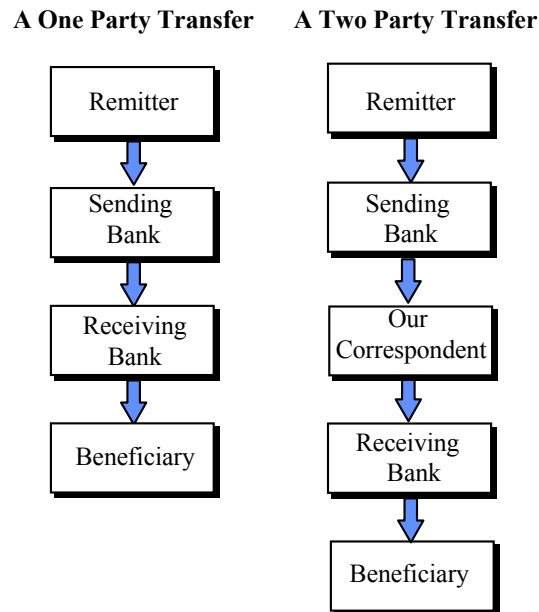 A One Party Transfer
Remitter
Sending
Bank
Receiving
Bank
Beneficiary
A Two Party Transfer
Remitter
Sending
Bank
Our
Correspondent
Receiving
Bank
Beneficiary